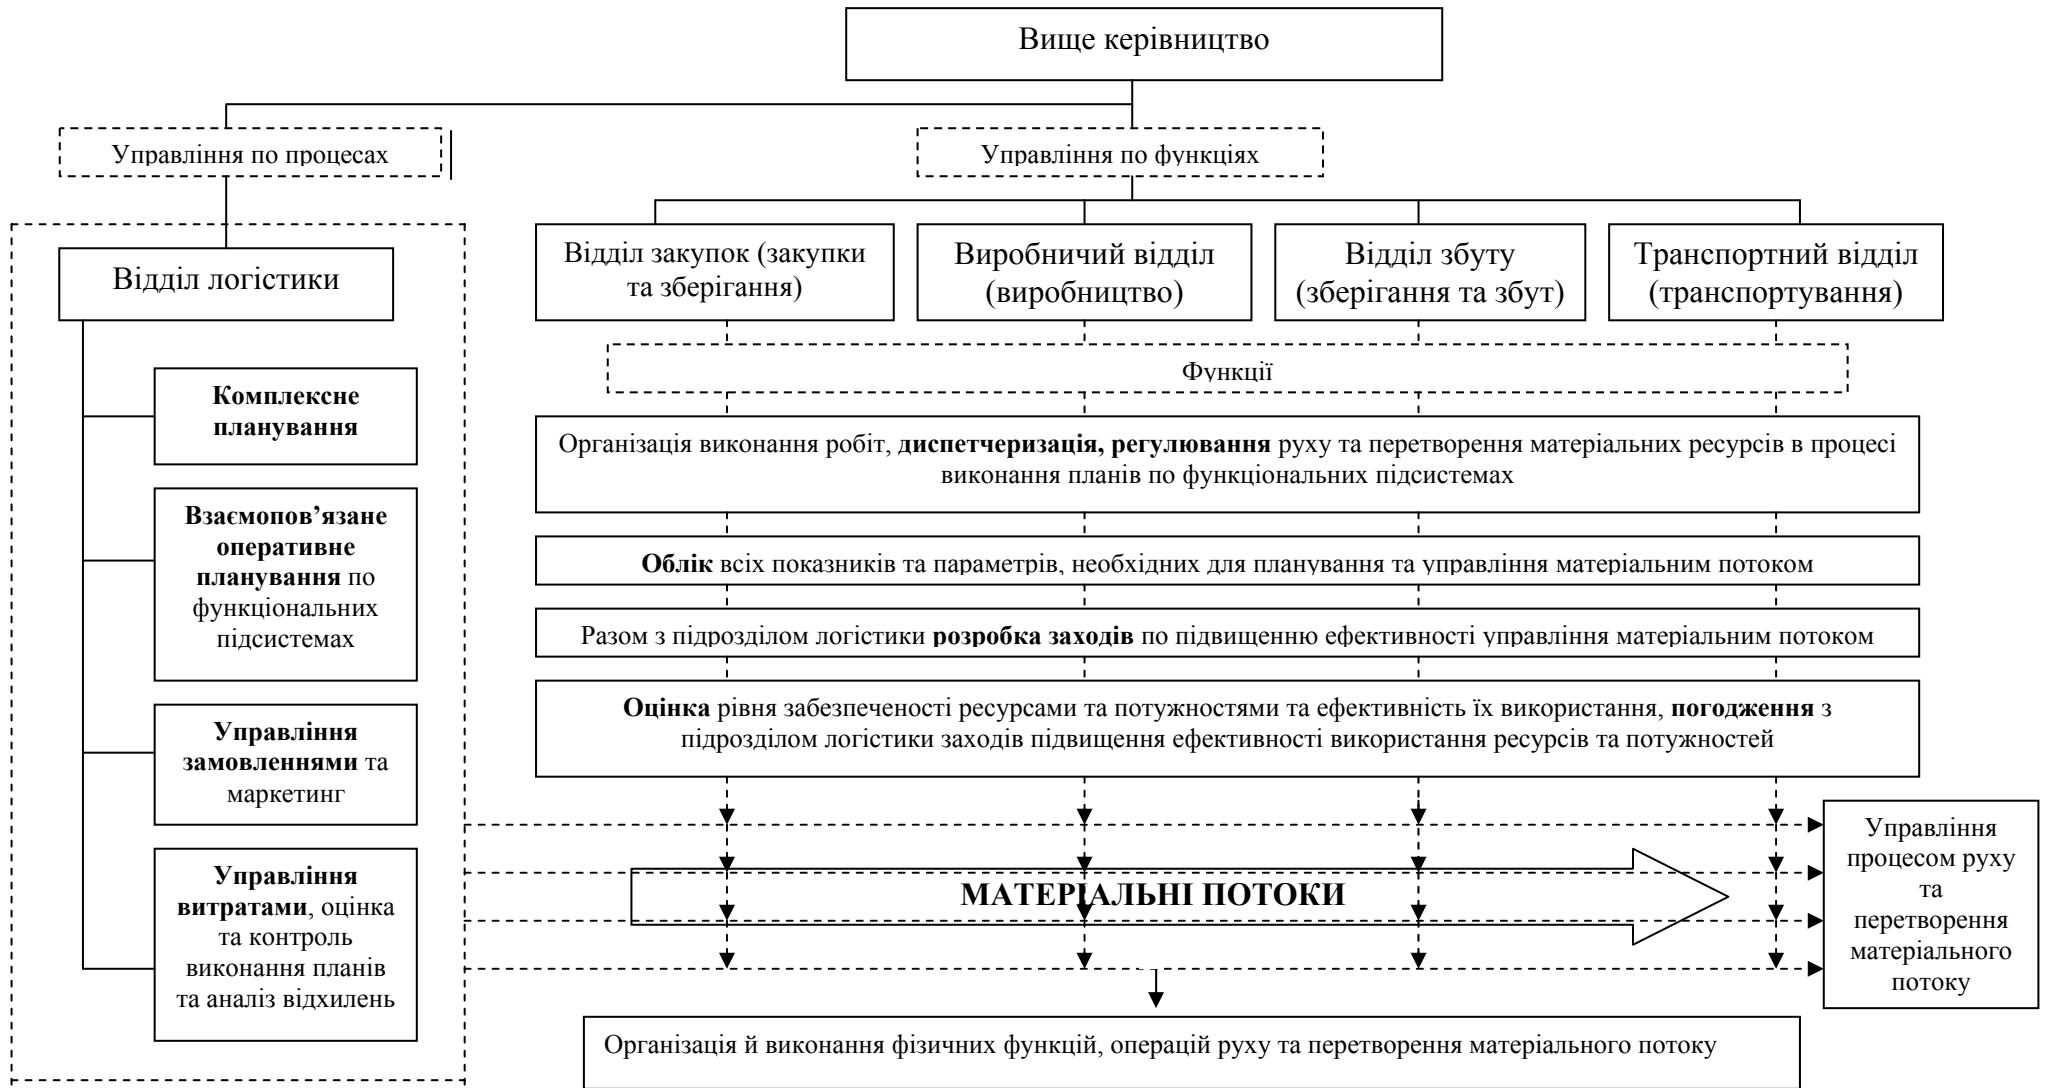 Вище керівництво
Управління по процесах
Управління по функціях
Відділ логістики
Відділ закупок (закупки
та зберігання)
Виробничий відділ
(виробництво)
Відділ збуту
(зберігання та збут)
Транспортний відділ
(транспортування)
Функції
Комплексне
планування
Взаємопов’язане
оперативне
планування по
функціональних
підсистемах
Управління
замовленнями та
маркетинг
Управління
витратами, оцінка
та контроль
виконання планів
та аналіз відхилень
Організація виконання робіт, диспетчеризація, регулювання руху та перетворення матеріальних ресурсів в процесі
виконання планів по функціональних підсистемах
Облік всіх показників та параметрів, необхідних для планування та управління матеріальним потоком
Разом з підрозділом логістики розробка заходів по підвищенню ефективності управління матеріальним потоком
Оцінка рівня забезпеченості ресурсами та потужностями та ефективність їх використання, погодження з
підрозділом логістики заходів підвищення ефективності використання ресурсів та потужностей
МАТЕРІАЛЬНІ ПОТОКИ
Управління
процесом руху
та
перетворення
матеріального
потоку
Організація й виконання фізичних функцій, операцій руху та перетворення матеріального потоку